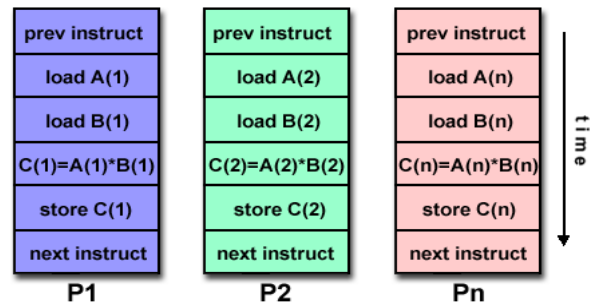 prev instruct
load A(1)
load B(1)
C(1)=A(1)*B(1)
store C(1)
next instruct
P1
prev instruct
load A(2)
load B(2)
C(2)=A(2)*B(2)
store C(2)
next instruct
P2
prev instruct
load A(n)
load B(n)
C(n)=A(n)*B(n)
store C(n)
next instruct
Pn
time